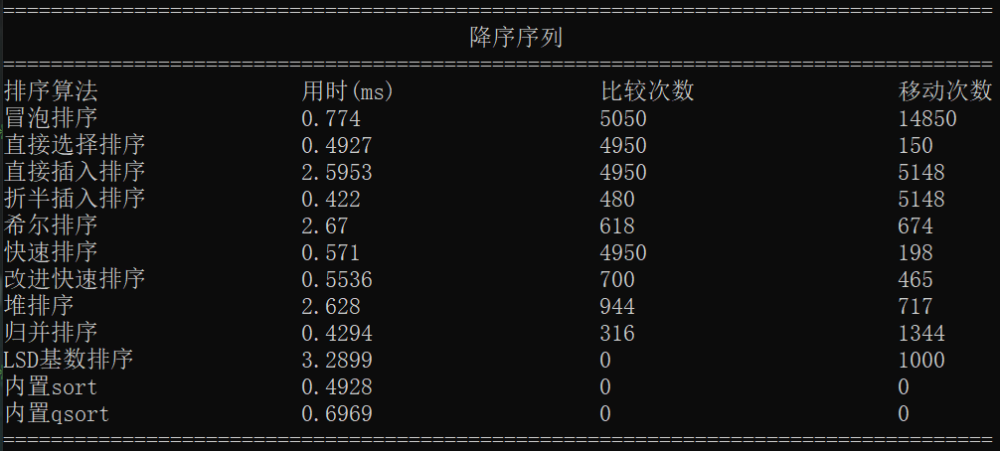 ===================================================================================
降序序列
===================================================================================
排序算法 用时(ms) 比较次数 移动次数
冒泡排序 0.774 5050 14850
直接选择排序 0.4927 4950 150
直接插入排序 2.5953 4950 5148
折半插入排序 0.422 480 5148
希尔排序 2.67 618 674
快速排序 0.571 4950 198
改进快速排序 0.5536 700 465
堆排序 2.628 944 717
归并排序 0.4294 316 1344
LSD基数排序 3.2899 0 1000
内置sort 0.4928 0 0
内置qsort 0.6969 0 0
===================================================================================